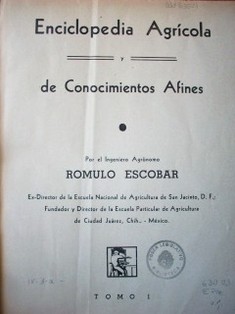 Enciclopedia Agrícola
y
de Conocimientos Afines
Por el Ingeniero Agrónomo
ROMULO ESCOBAR
Ex-Director de la Escuela Nacional de Agricultura de San Jacinto, D. F.,
Fundador y Director de la Escuela Particular de Agricultura
de Ciudad Juárez, Chih., - México.
TOMO I